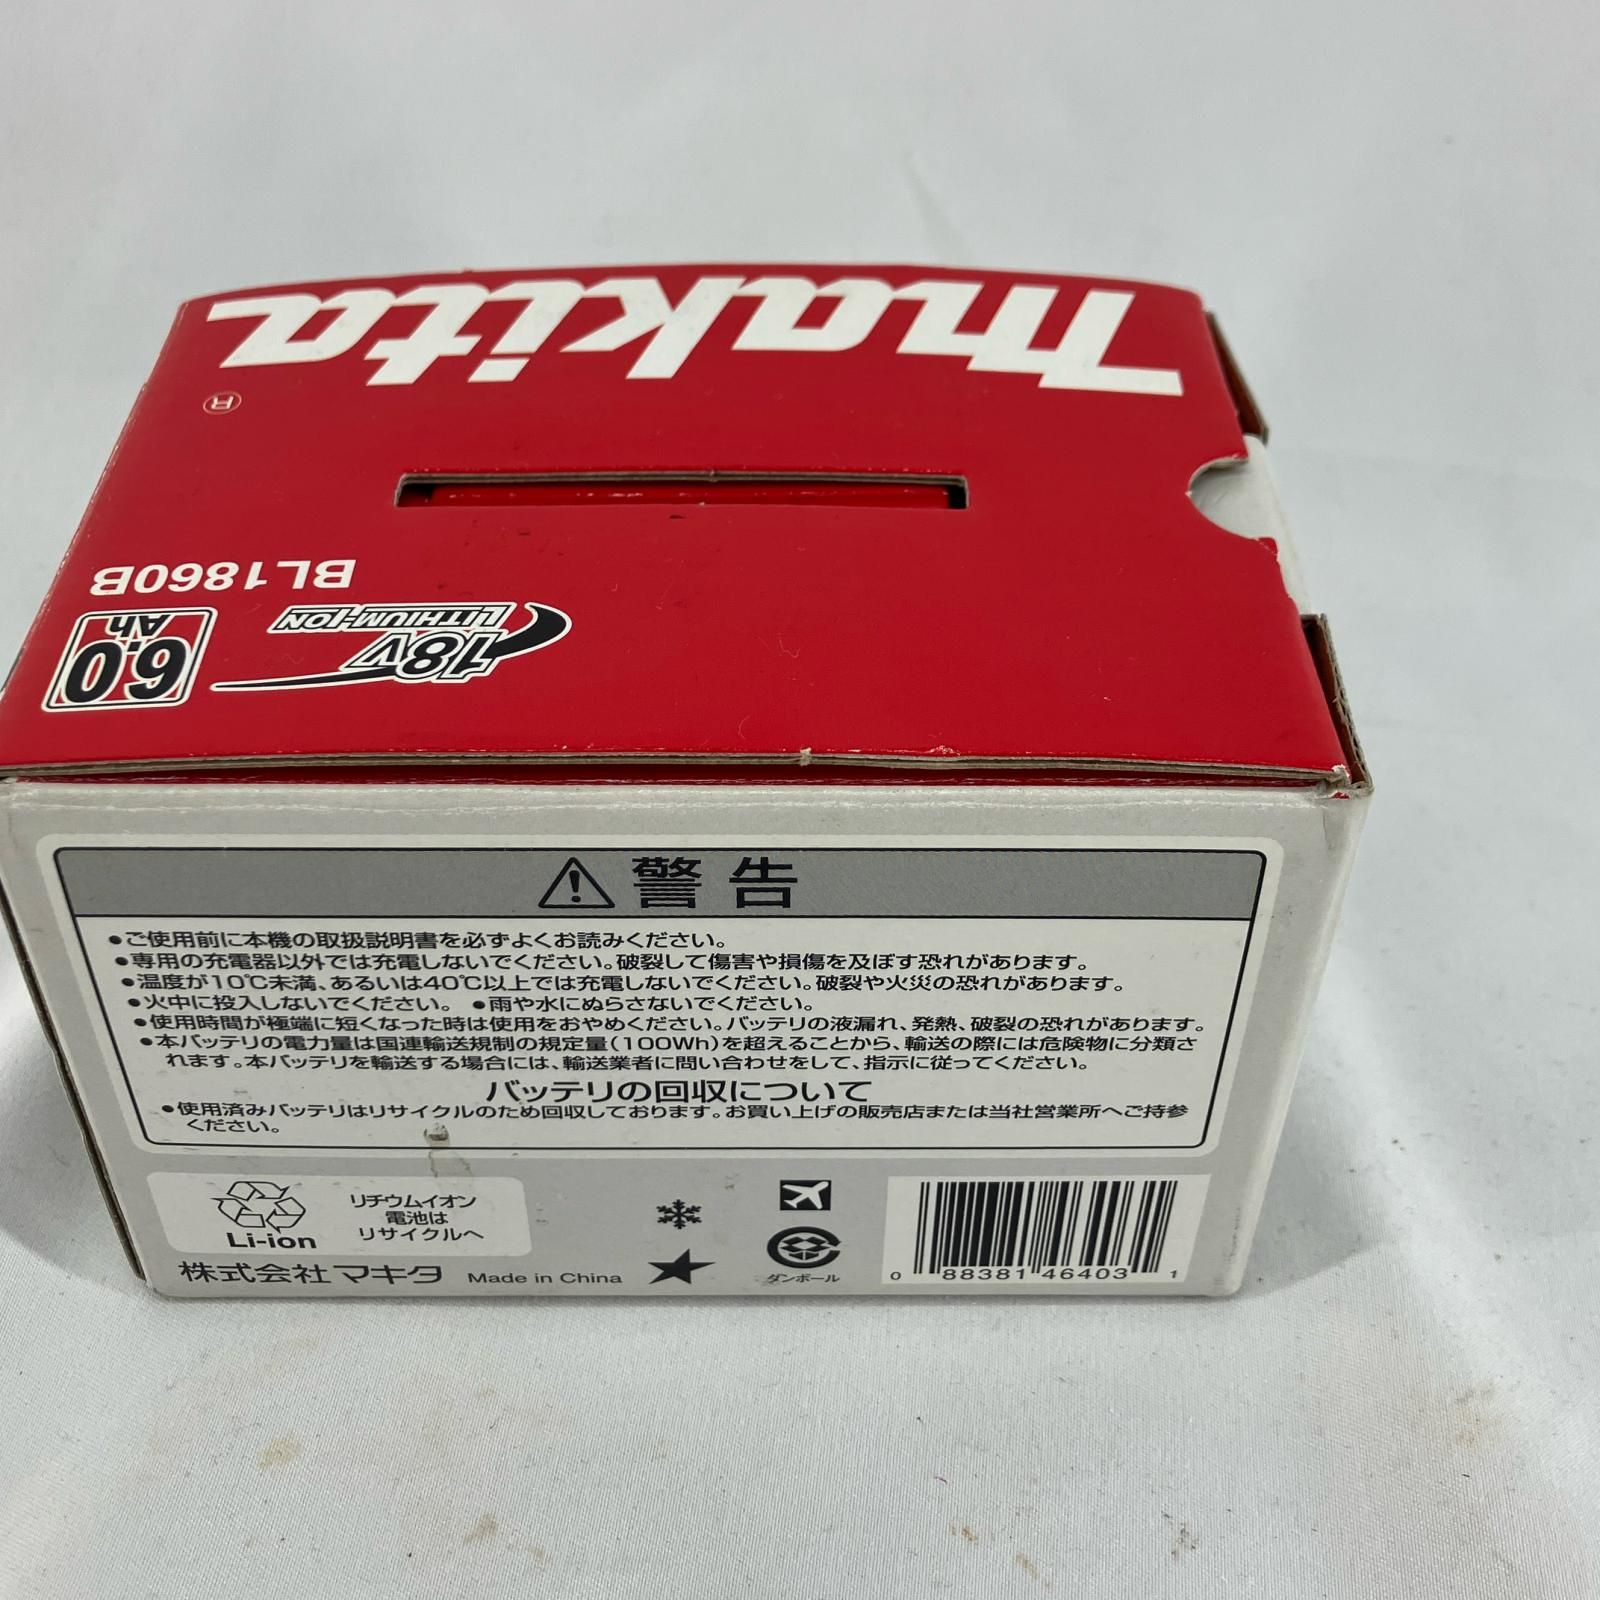 makita
®
BL1860B
18V
LITHIUM-ION
6.0
Ah
警告
●ご使用前に本機の取扱説明書を必ずよくお読みください。
●専用の充電器以外では充電しないでください。破裂して傷害や損傷を及ぼす恐れがあります。
●温度が10℃未満、あるいは40℃以上では充電しないでください。破裂や火災の恐れがあります。
●火中に投入しないでください。 ●雨や水にぬらさないでください。
●使用時間が極端に短くなった時は使用をおやめください。バッテリの液漏れ、発熱、破裂の恐れがあります。
●本バッテリの電力量は国連輸送規制の規定量(100Wh)を超えることから、輸送の際には危険物に分類さ
れます。本バッテリを輸送する場合には、輸送業者に問い合わせをして、指示に従ってください。
バッテリの回収について
●使用済みバッテリはリサイクルのため回収しております。お買い上げの販売店または当社営業所へご持参
ください。
Li-ion
リチウムイオン
電池は
リサイクルへ
株式会社マキタ Made in China
ダンボール
0 88381 46403 1